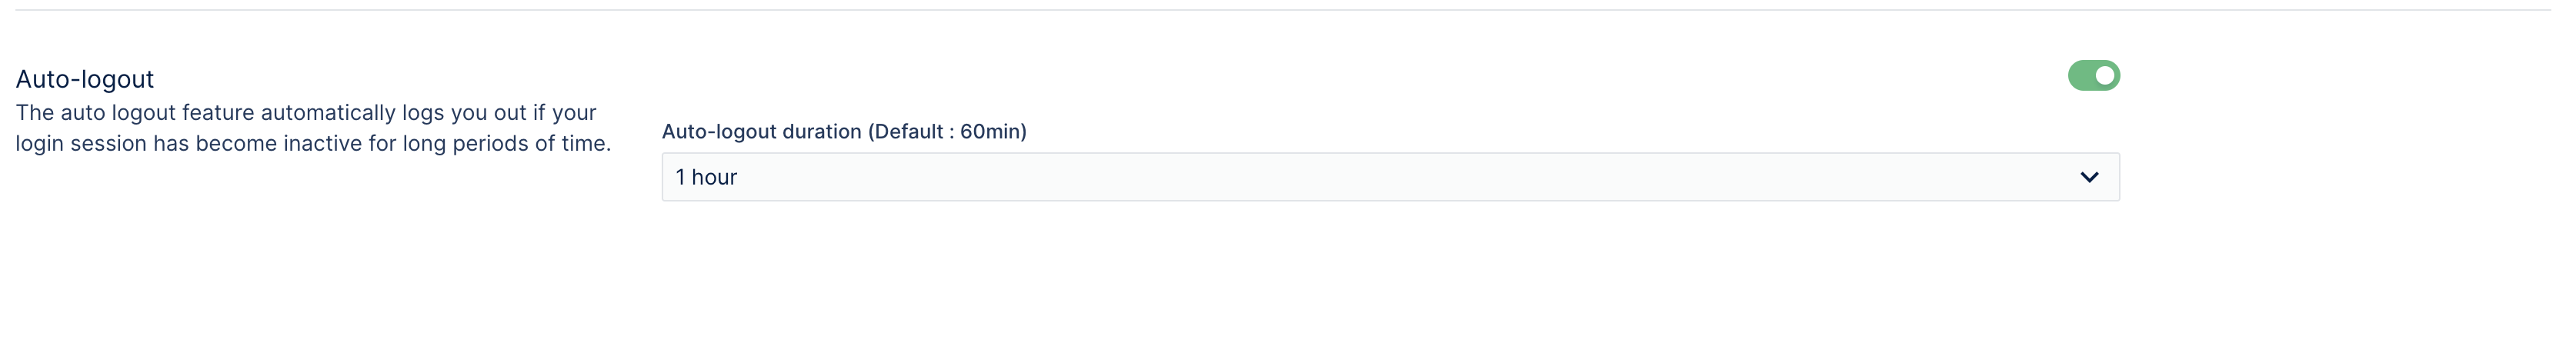 Auto-logout
The auto logout feature automatically logs you out if your
login session has become inactive for long periods of time.
Auto-logout duration (Default : 60min)
1 hour